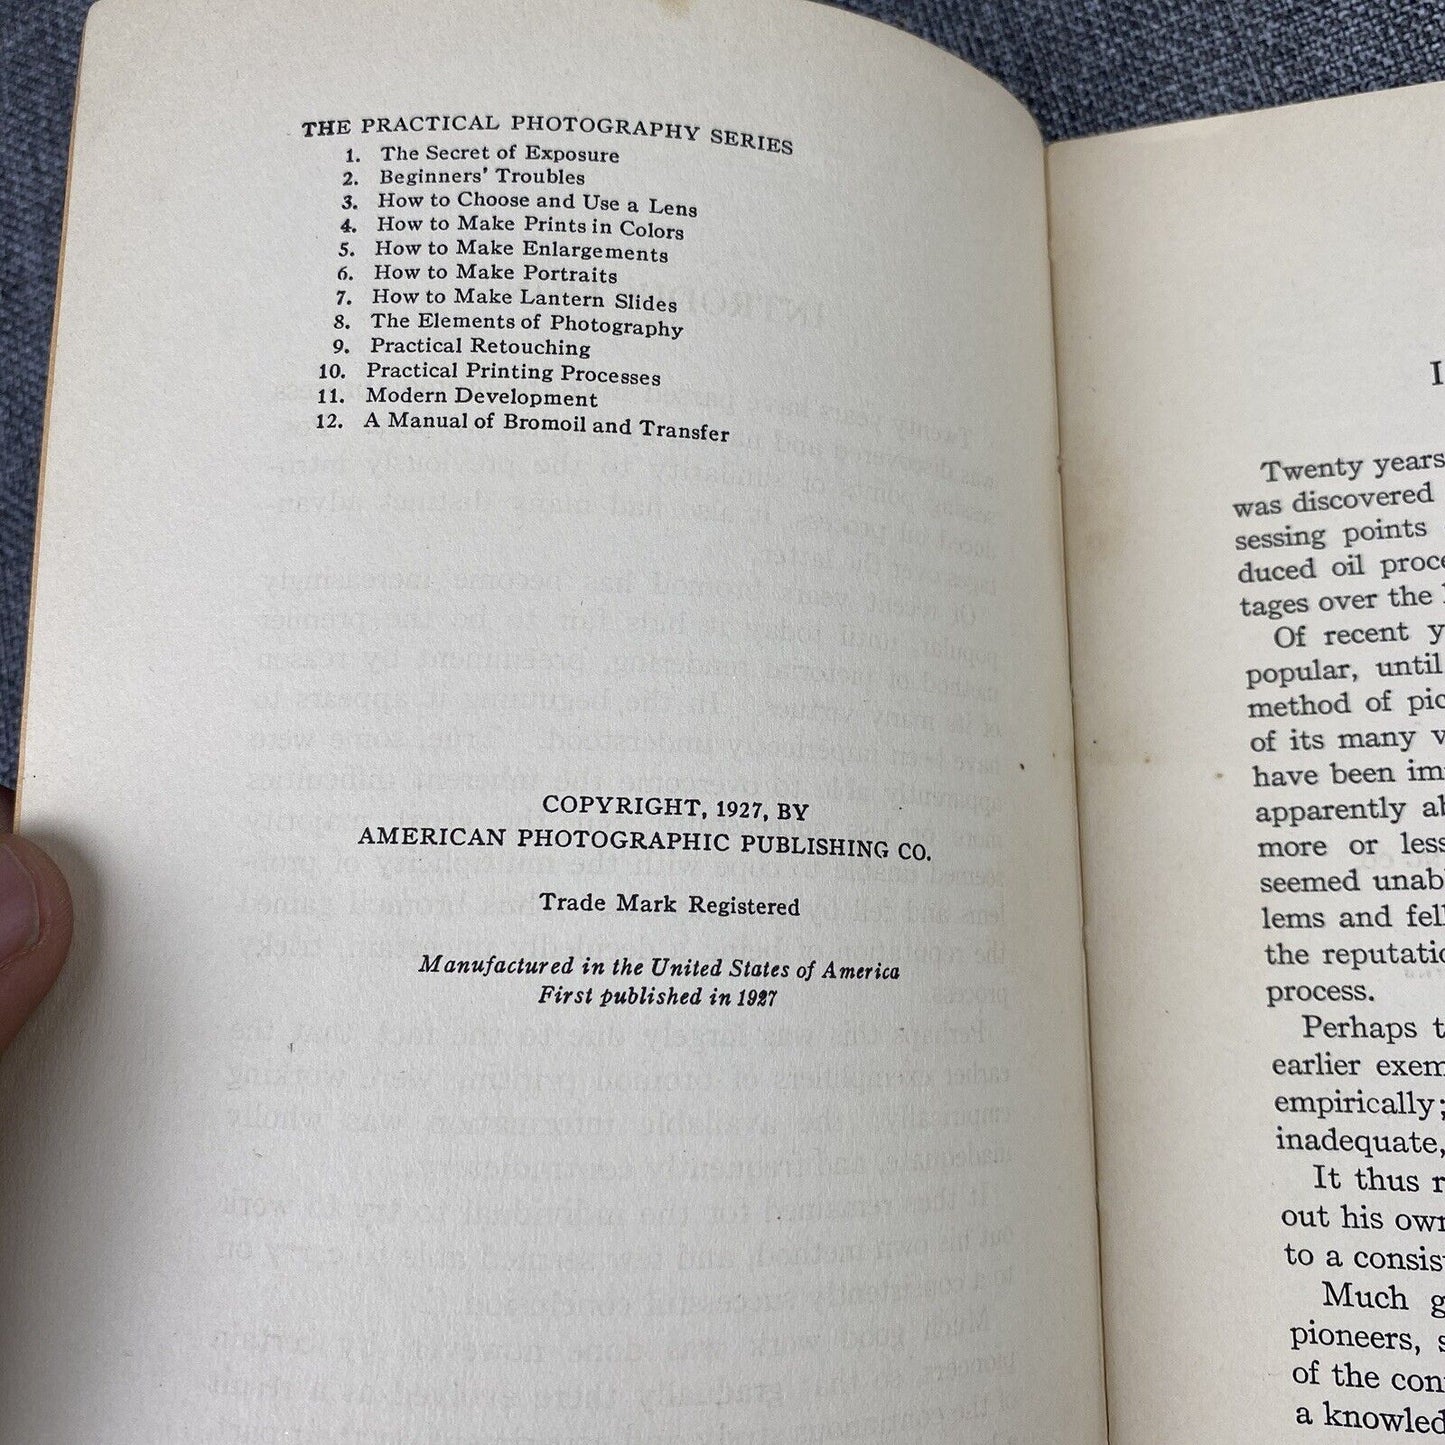 THE PRACTICAL PHOTOGRAPHY SERIES
1. The Secret of Exposure
2. Beginners' Troubles
3. How to Choose and Use a Lens
4. How to Make Prints in Colors
5. How to Make Enlargements
6. How to Make Portraits
7. How to Make Lantern Slides
8. The Elements of Photography
9. Practical Retouching
10. Practical Printing Processes
11. Modern Development
12. A Manual of Bromoil and Transfer
COPYRIGHT, 1927, BY
AMERICAN PHOTOGRAPHIC PUBLISHING CO.
Trade Mark Registered
Manufactured in the United States of America
First published in 1927
I
Twenty years
was discovered
sessing points
duced oil proce
tages over the
Of recent y
popular, until
method of pic
of its many v
have been im
apparently ab
more or less
seemed unab
lems and fell
the reputatio
process.
Perhaps t
earlier exem
empirically;
inadequate,
It thus r
out his own
to a consis
Much g
pioneers, s
of the con
a knowled